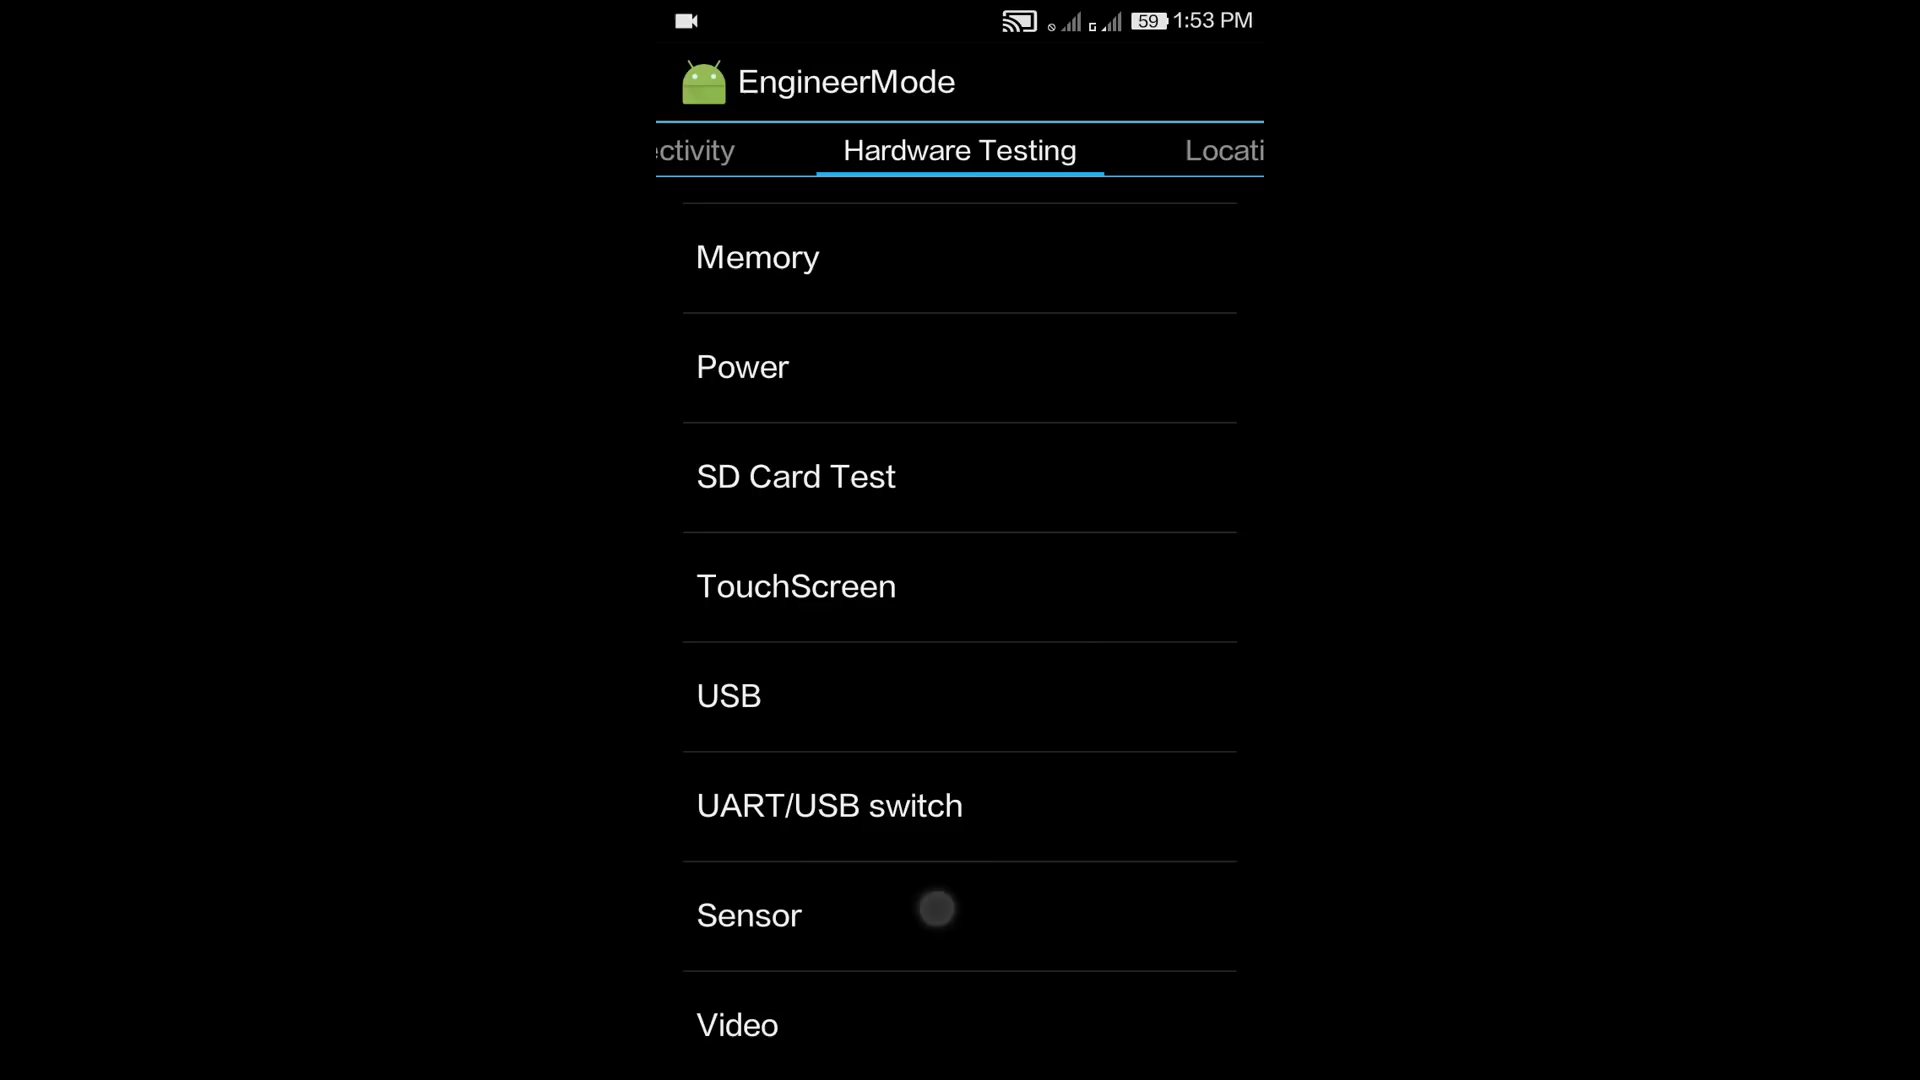 59 1:53 PM
EngineerMode
ctivity Hardware Testing Locati
Memory
Power
SD Card Test
TouchScreen
USB
UART/USB switch
Sensor
Video